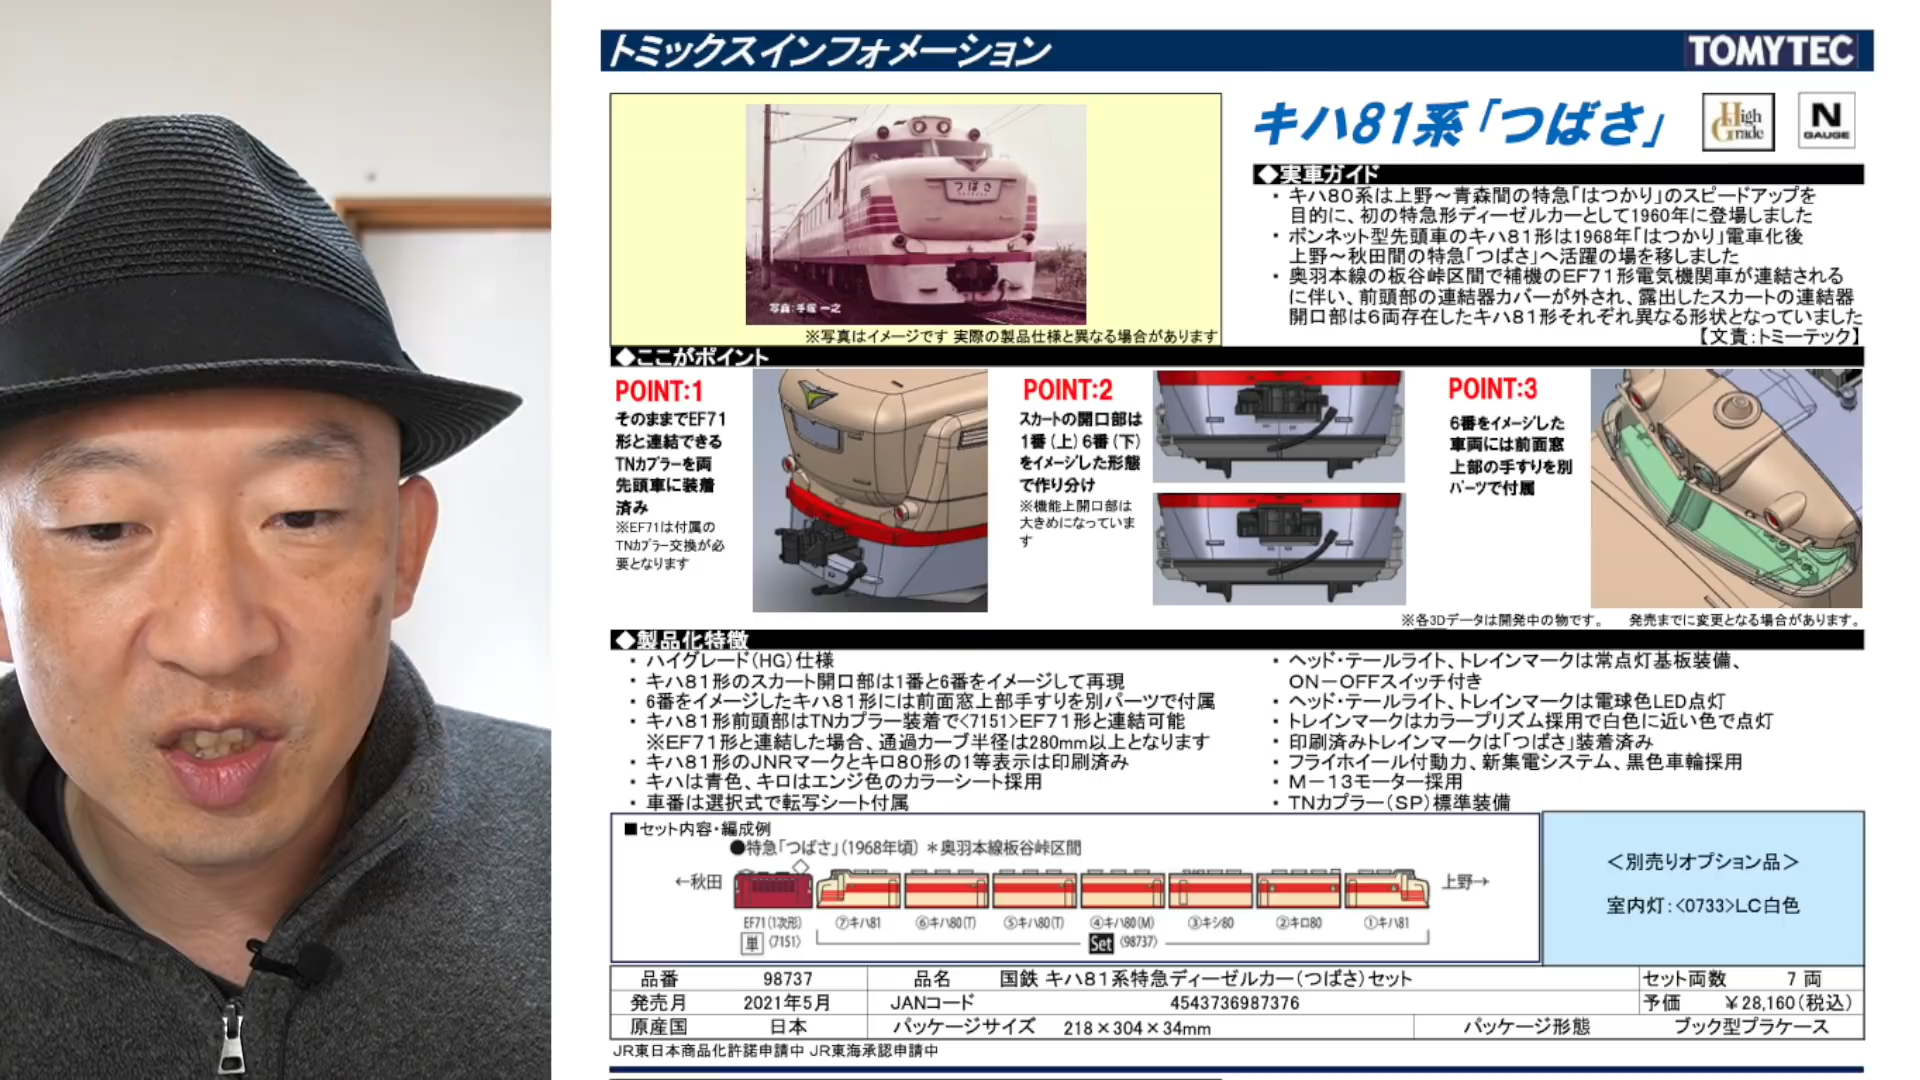 トミックスインフォメーション
TOMYTEC
つばさ
写真:手塚 一之
※写真はイメージです 実際の製品仕様と異なる場合があります
キハ81系「つばさ」
High Grade
N GAUGE
◆実車ガイド
・ キハ80系は上野～青森間の特急「はつかり」のスピードアップを
目的に、初の特急形ディーゼルカーとして1960年に登場しました
・ ボンネット型先頭車のキハ81形は1968年「はつかり」電車化後
上野～秋田間の特急「つばさ」へ活躍の場を移しました
・ 奥羽本線の板谷峠区間で補機のEF71形電気機関車が連結される
に伴い、前頭部の連結器カバーが外され、露出したスカートの連結器
開口部は6両存在したキハ81形それぞれ異なる形状となっていました
【文責:トミーテック】
◆ここがポイント
POINT:1
そのままでEF71
形と連結できる
TNカプラーを両
先頭車に装着
済み
※EF71は付属の
TNカプラー交換が必
要となります
POINT:2
スカートの開口部は
1番(上)6番(下)
をイメージした形態
で作り分け
※機能上開口部は
大きめになっていま
す
POINT:3
6番をイメージした
車両には前面窓
上部の手すりを別
パーツで付属
※各3Dデータは開発中の物です。 発売までに変更となる場合があります。
◆製品化特徴
・ ハイグレード(HG)仕様
・ キハ81形のスカート開口部は1番と6番をイメージして再現
・ 6番をイメージしたキハ81形には前面窓上部手すりを別パーツで付属
・ キハ81形前頭部はTNカプラー装着で<7151>EF71形と連結可能
※EF71形と連結した場合、通過カーブ半径は280mm以上となります
・ キハ81形のJNRマークとキロ80形の1等表示は印刷済み
・ キハは青色、キロはエンジ色のカラーシート採用
・ 車番は選択式で転写シート付属
・ ヘッド・テールライト、トレインマークは常点灯基板装備、
ON-OFFスイッチ付き
・ ヘッド・テールライト、トレインマークは電球色LED点灯
・ トレインマークはカラープリズム採用で白色に近い色で点灯
・ 印刷済みトレインマークは「つばさ」装着済み
・ フライホイール付動力、新集電システム、黒色車輪採用
・ M-13モーター採用
・ TNカプラー(SP)標準装備
■セット内容・編成例
●特急「つばさ」(1968年頃) *奥羽本線板谷峠区間
←秋田
上野→
EF71(1次形) ⑦キハ81 ⑥キハ80(T) ⑤キハ80(T) ④キハ80(M) ③キシ80 ②キロ80 ①キハ81
単 〈7151〉 Set 〈98737〉
<別売りオプション品>
室内灯:<0733>LC白色
品番 98737 品名 国鉄 キハ81系特急ディーゼルカー(つばさ)セット セット両数 7 両
発売月 2021年5月 JANコード 4543736987376 予価 ¥28,160(税込)
原産国 日本 パッケージサイズ 218×304×34mm パッケージ形態 ブック型プラケース
JR東日本商品化許諾申請中 JR東海承認申請中